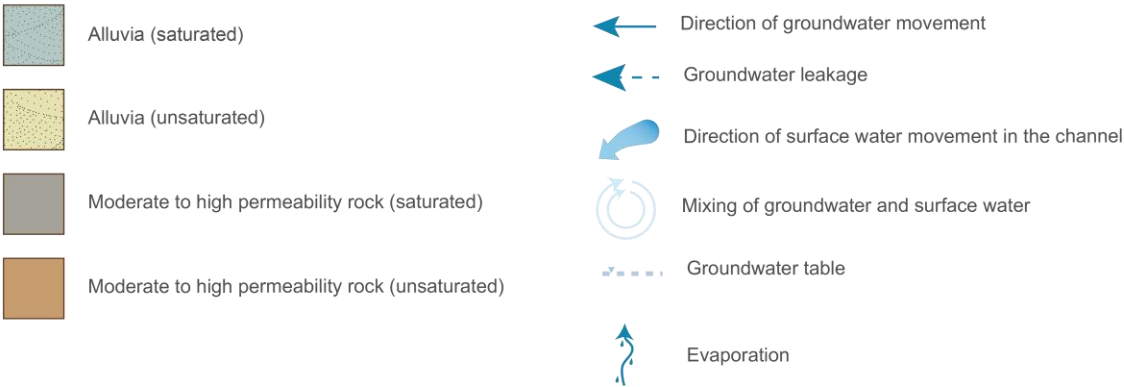 Alluvia (saturated)
Alluvia (unsaturated)
Moderate to high permeability rock (saturated)
Moderate to high permeability rock (unsaturated)
Direction of groundwater movement
Groundwater leakage
Direction of surface water movement in the channel
Mixing of groundwater and surface water
Groundwater table
Evaporation